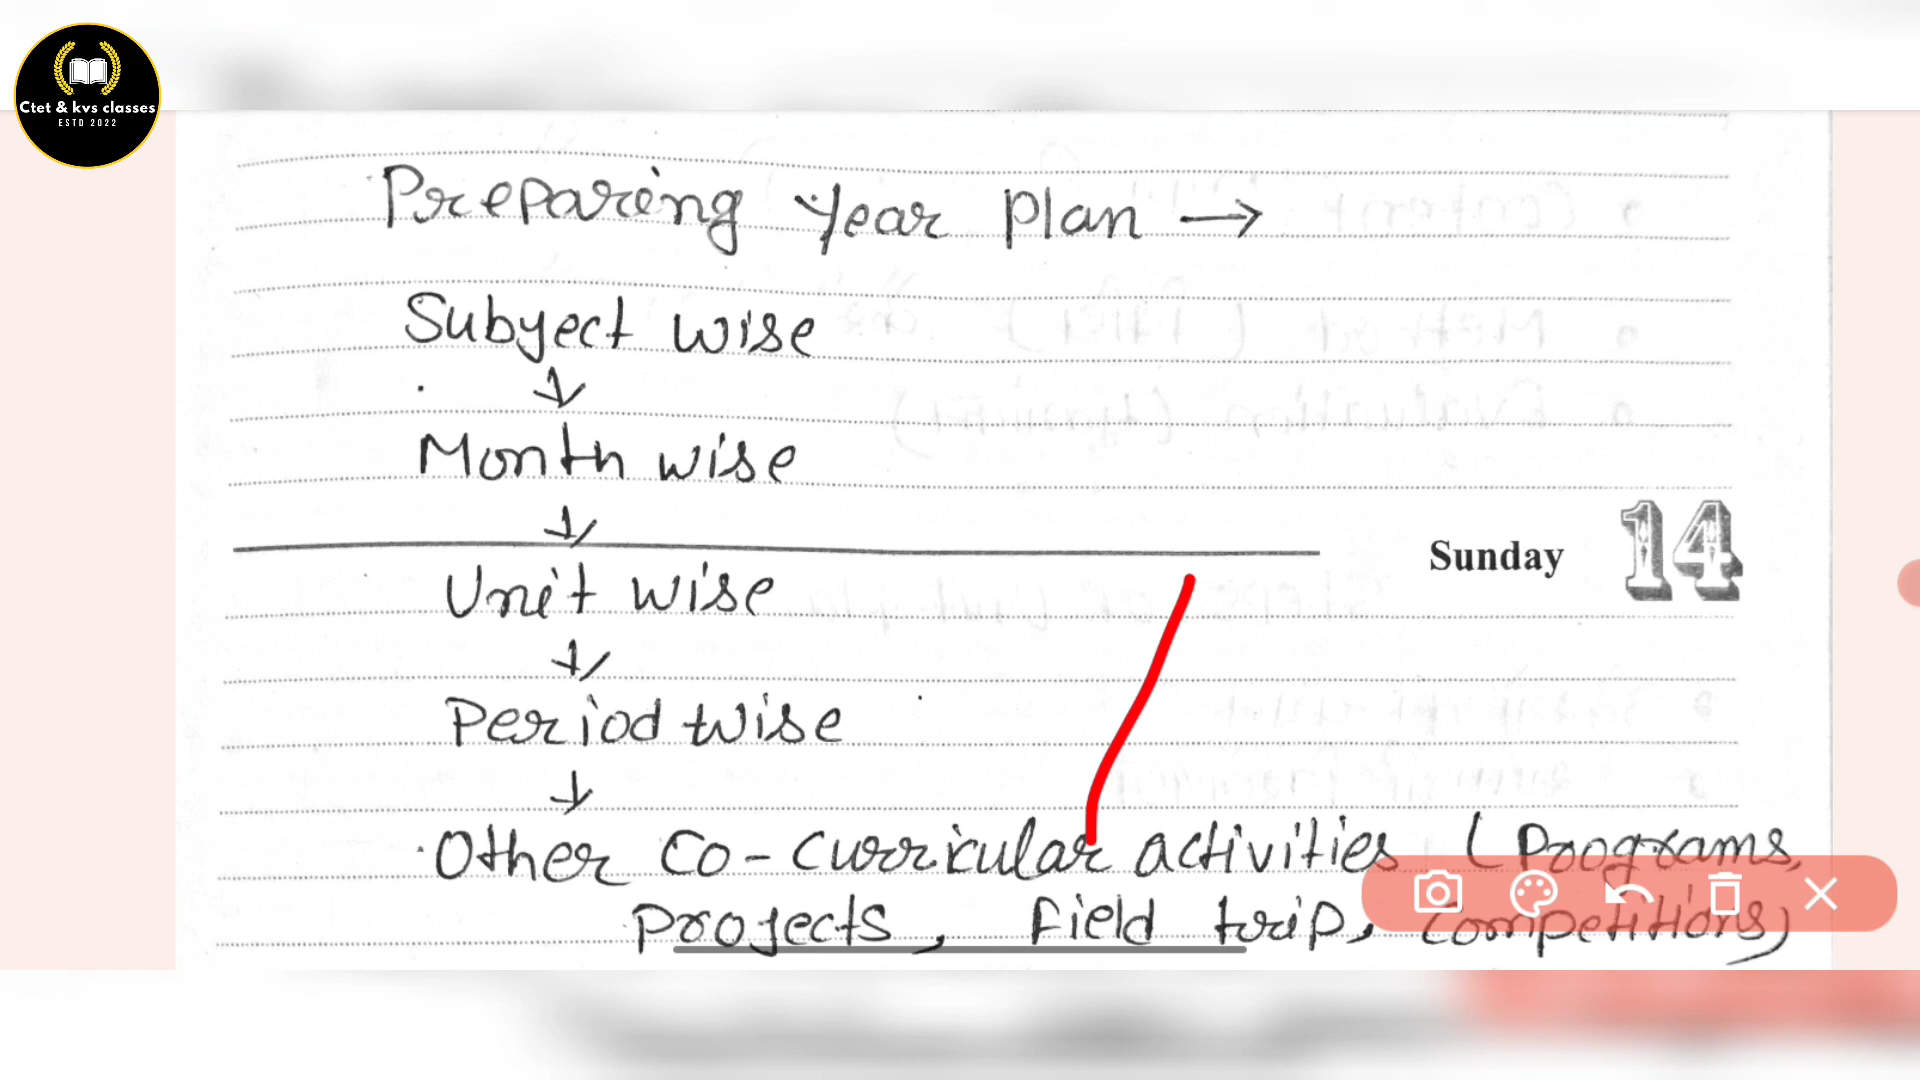 Ctet & kvs classes
ESTD 2022
Preparing Year Plan →
Subject wise
↓
Month wise
↓
Sunday 14
Unit wise
↓
Period wise
↓
Other Co-curricular activities (Programs,
Projects, Field trip, Competitions)